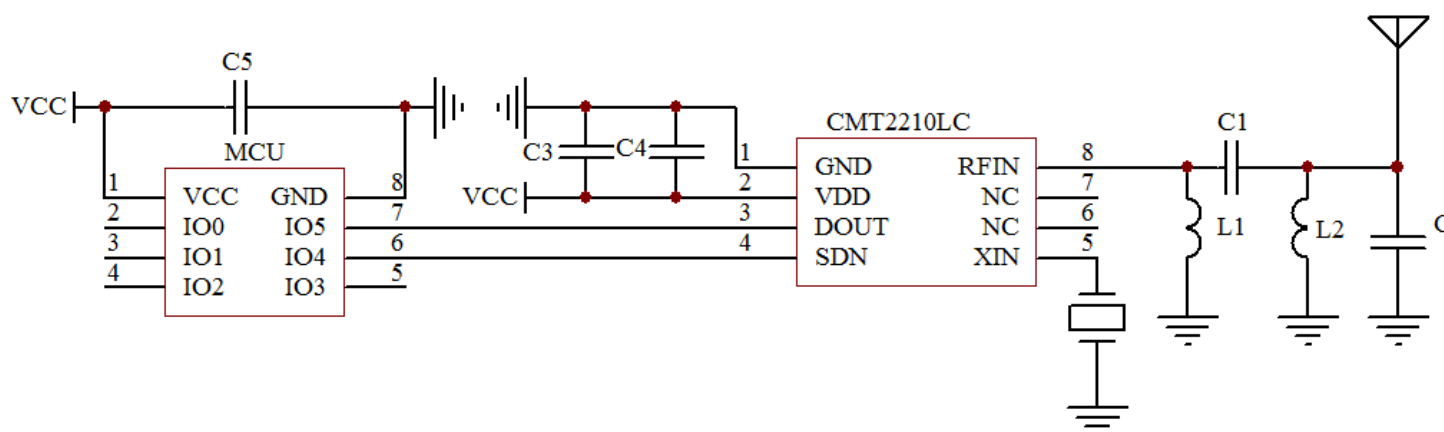 C5
VCC
MCU
1 VCC GND 8
2 IO0 IO5 7
3 IO1 IO4 6
4 IO2 IO3 5
C3 C4
VCC
CMT2210LC
1 GND RFIN 8
2 VDD NC 7
3 DOUT NC 6
4 SDN XIN 5
C1
L1
L2